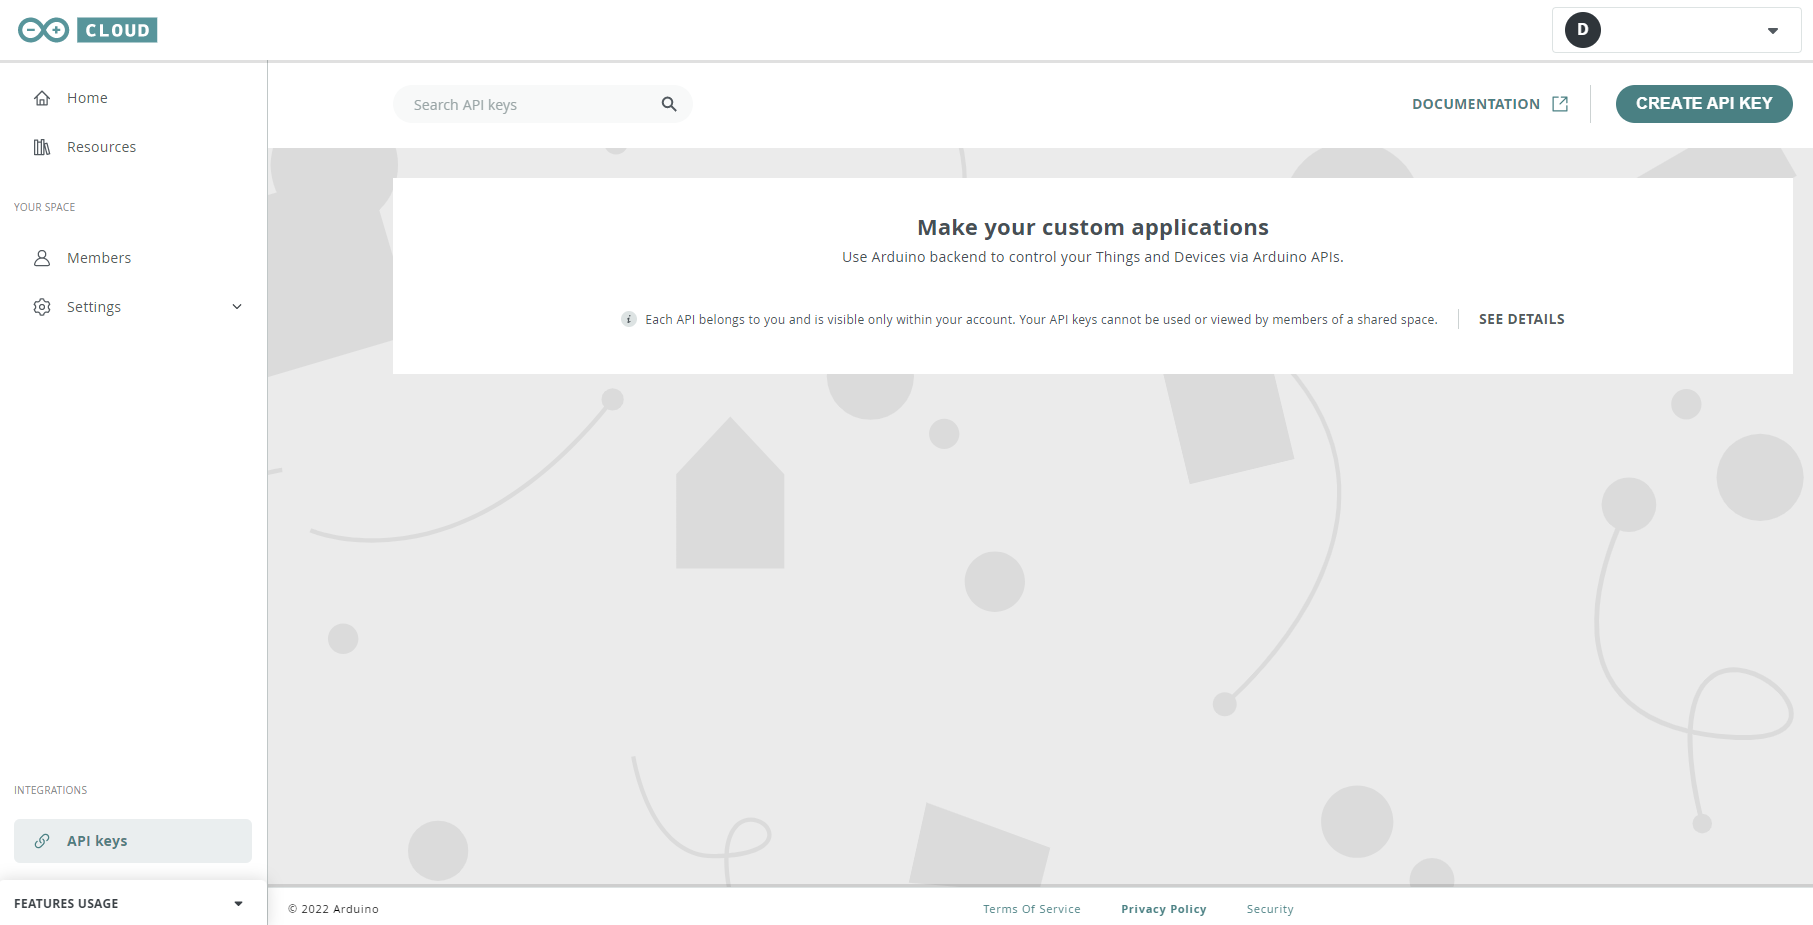 CLOUD
D
Home
Resources
YOUR SPACE
Members
Settings
INTEGRATIONS
API keys
FEATURES USAGE
Search API keys
DOCUMENTATION
CREATE API KEY
Make your custom applications
Use Arduino backend to control your Things and Devices via Arduino APIs.
i Each API belongs to you and is visible only within your account. Your API keys cannot be used or viewed by members of a shared space. SEE DETAILS
© 2022 Arduino
Terms Of Service
Privacy Policy
Security